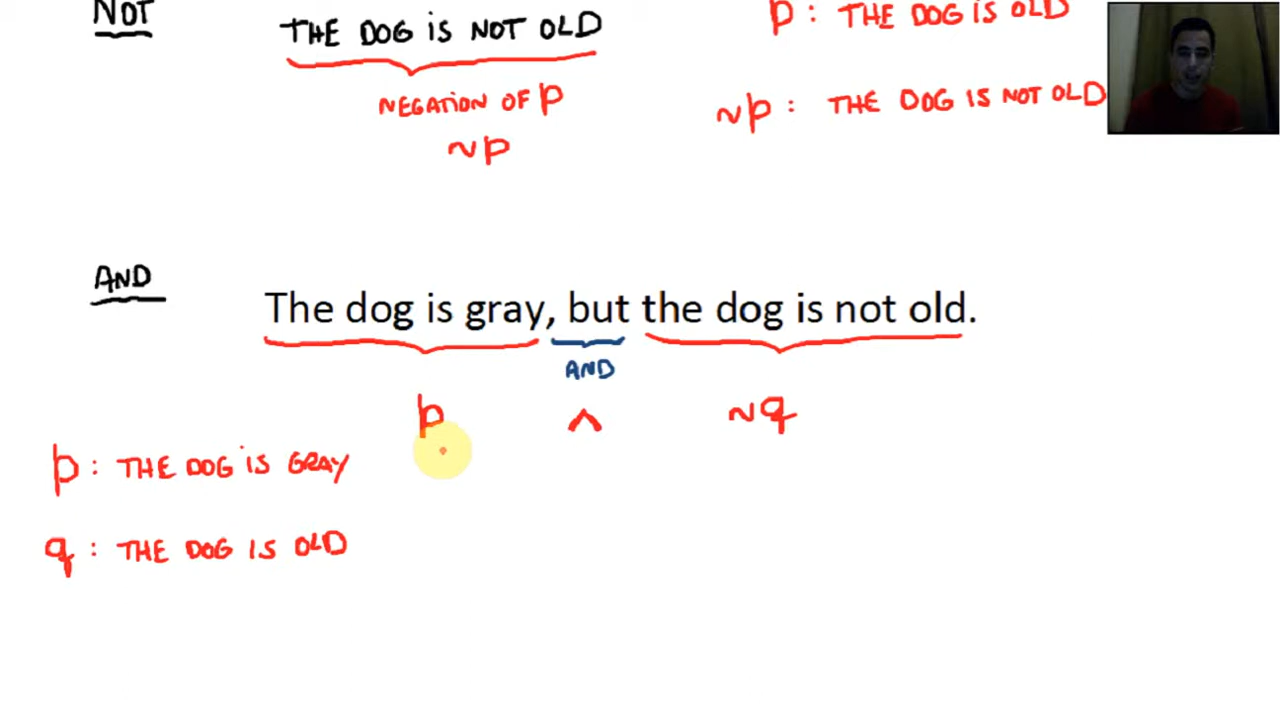 NOT
THE DOG IS NOT OLD
p : THE DOG IS OLD
NEGATION OF p
~p
~p : THE DOG IS NOT OLD
AND
The dog is gray, but the dog is not old.
AND
p ^ ~q
p : THE DOG IS GRAY
q : THE DOG IS OLD